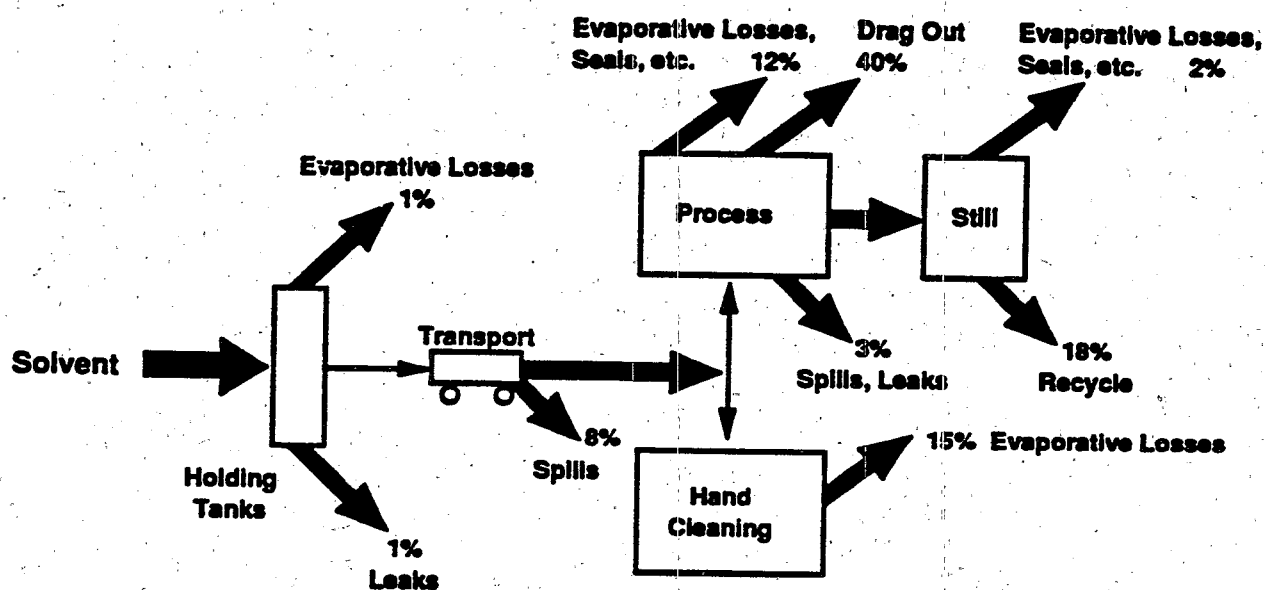 Evaporative Losses,
Seals, etc. 12%
Drag Out
40%
Evaporative Losses,
Seals, etc. 2%
Evaporative Losses
1%
Process
Still
Solvent
Transport
3%
Spills, Leaks
18%
Recycle
8%
Spills
15% Evaporative Losses
Holding
Tanks
Hand
Cleaning
1%
Leaks